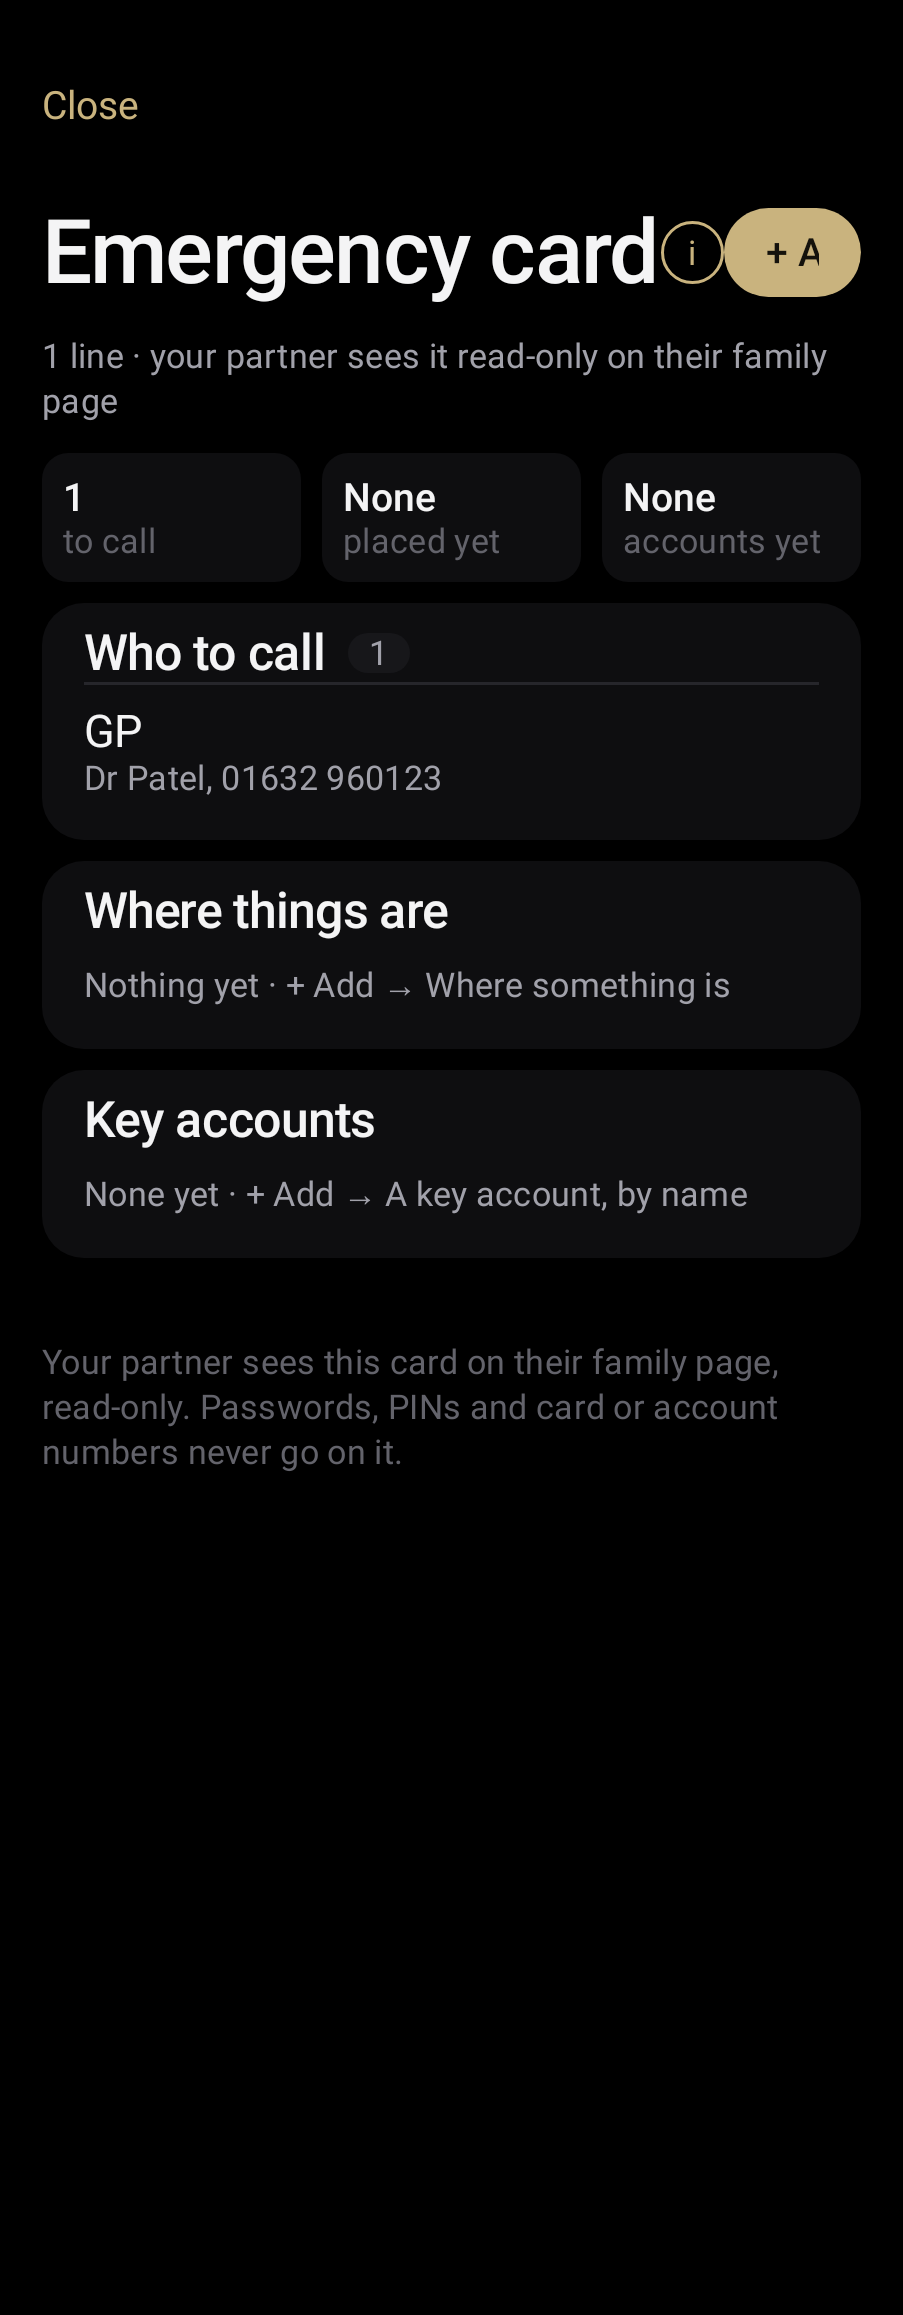 Close
Emergency card i + A
1 line · your partner sees it read-only on their family
page
1
to call
None
placed yet
None
accounts yet
Who to call 1
GP
Dr Patel, 01632 960123
Where things are
Nothing yet · + Add → Where something is
Key accounts
None yet · + Add → A key account, by name
Your partner sees this card on their family page,
read-only. Passwords, PINs and card or account
numbers never go on it.